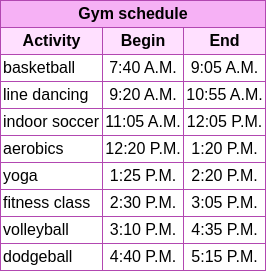 Gym schedule
Activity Begin End
basketball 7:40 A.M. 9:05 A.M.
line dancing 9:20 A.M. 10:55 A.M.
indoor soccer 11:05 A.M. 12:05 P.M.
aerobics 12:20 P.M. 1:20 P.M.
yoga 1:25 P.M. 2:20 P.M.
fitness class 2:30 P.M. 3:05 P.M.
volleyball 3:10 P.M. 4:35 P.M.
dodgeball 4:40 P.M. 5:15 P.M.